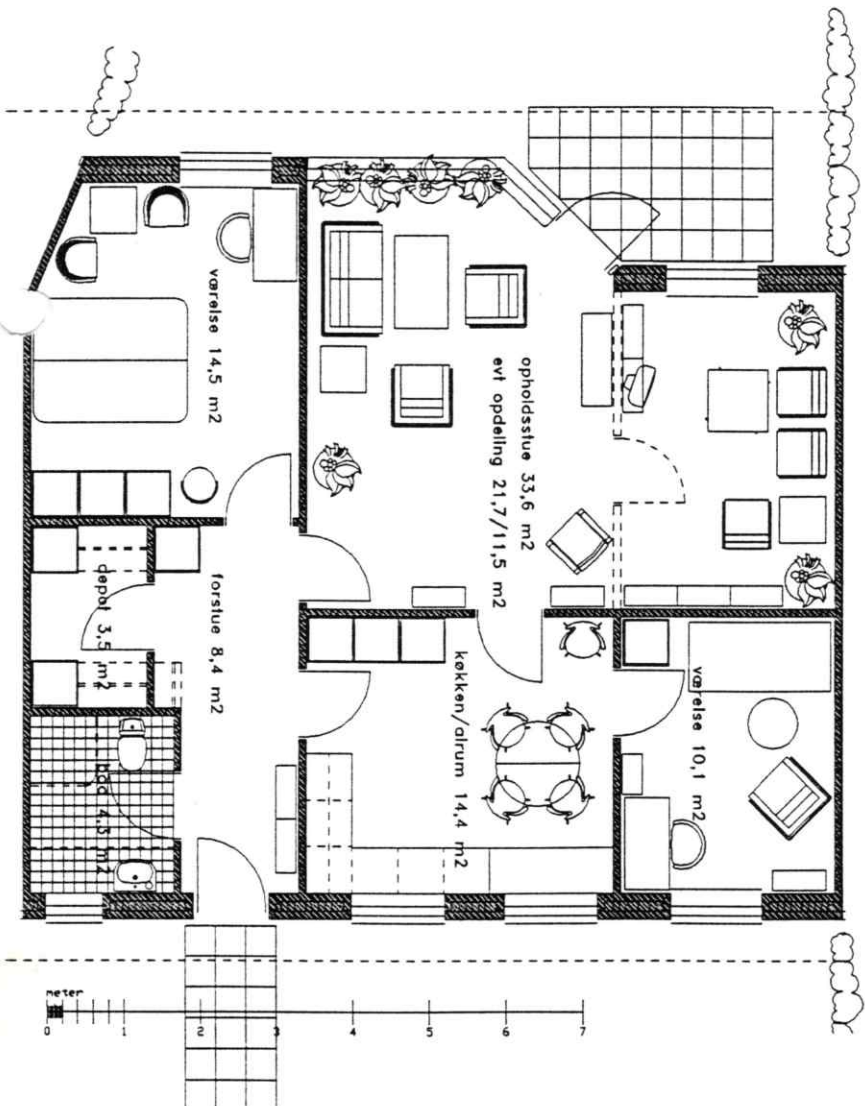 værelse 14,5 m2
opholdsstue 33,6 m2
evt opdeling 21,7/11,5 m2
depot 3,5 m2
forstue 8,4 m2
køkken/alrum 14,4 m2
værelse 10,1 m2
bad 4,3 m2
meter
0 1 2 3 4 5 6 7